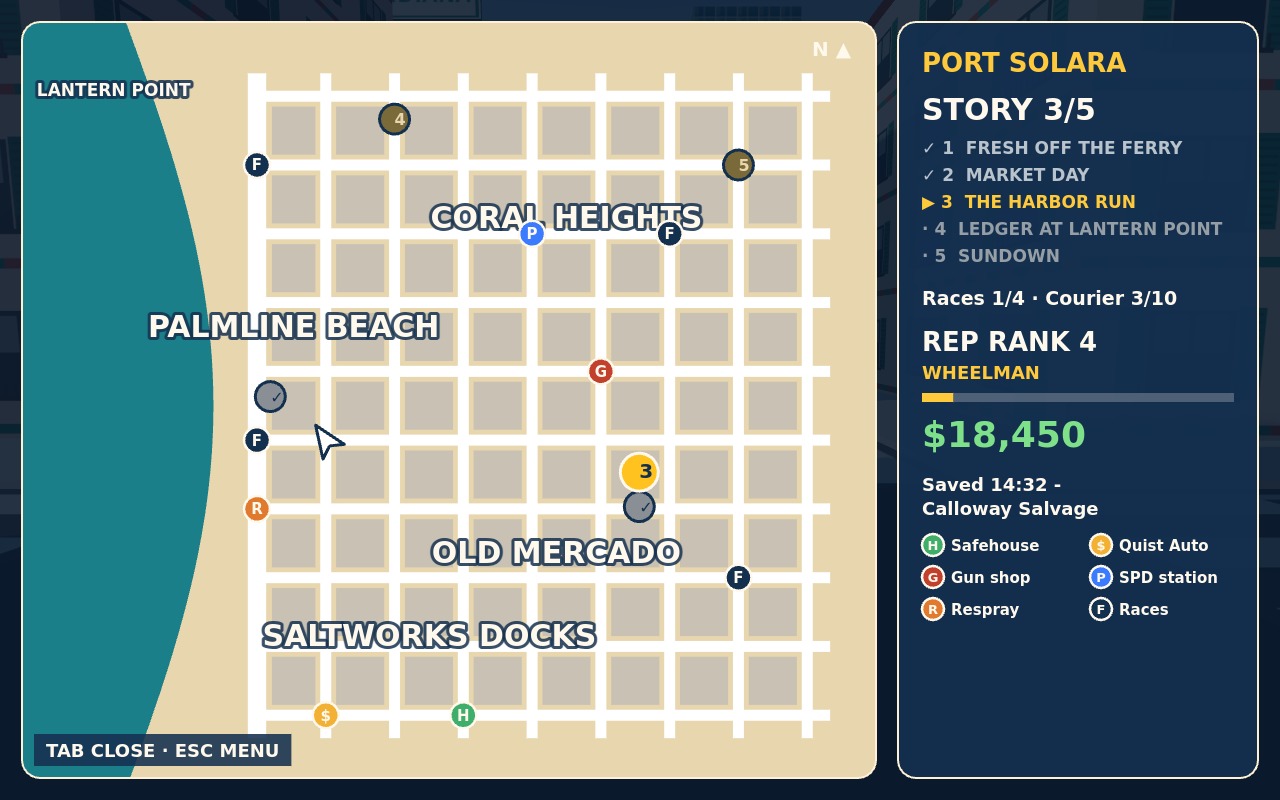 N ▲
LANTERN POINT
4
F
5
CORAL HEIGHTS
P
F
PALMLINE BEACH
G
✓
F
3
R
✓
OLD MERCADO
F
SALTWORKS DOCKS
$
H
TAB CLOSE · ESC MENU
PORT SOLARA
STORY 3/5
✓ 1 FRESH OFF THE FERRY
✓ 2 MARKET DAY
▶ 3 THE HARBOR RUN
· 4 LEDGER AT LANTERN POINT
· 5 SUNDOWN
Races 1/4 · Courier 3/10
REP RANK 4
WHEELMAN
$18,450
Saved 14:32 -
Calloway Salvage
H Safehouse
$ Quist Auto
G Gun shop
P SPD station
R Respray
F Races